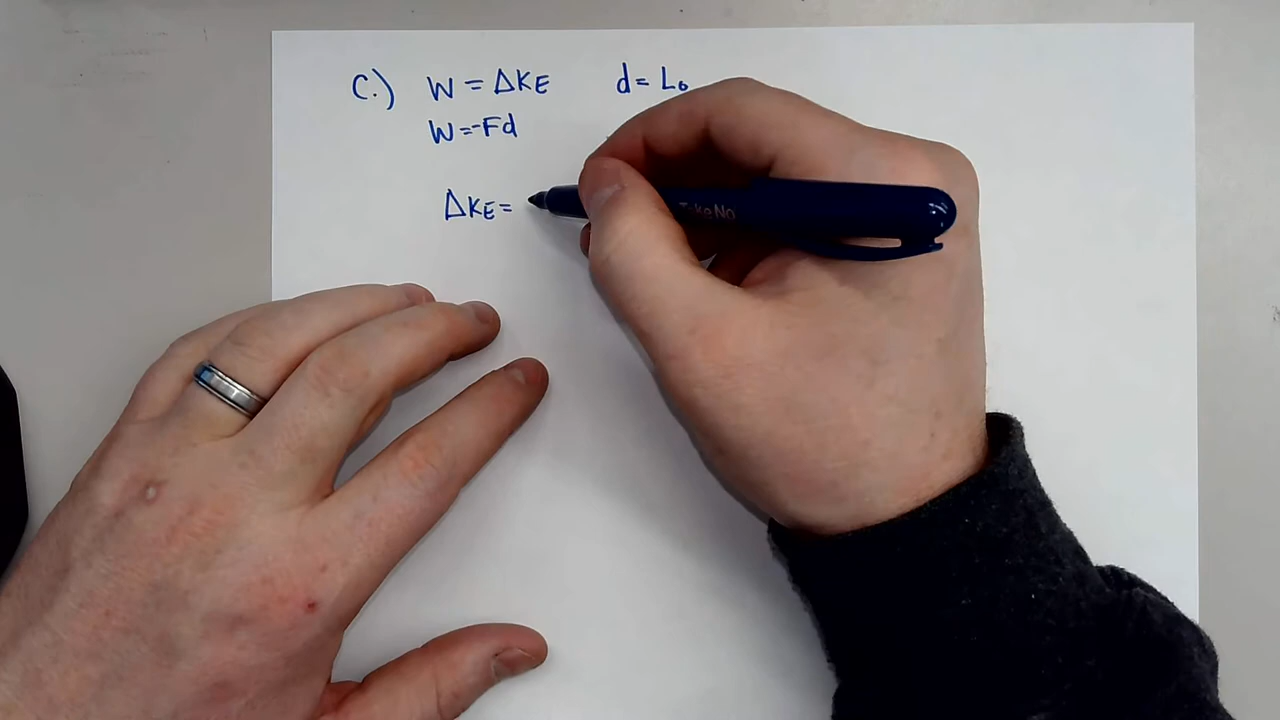 C.) W = ΔKE d = L₀
W = -Fd
ΔKE =